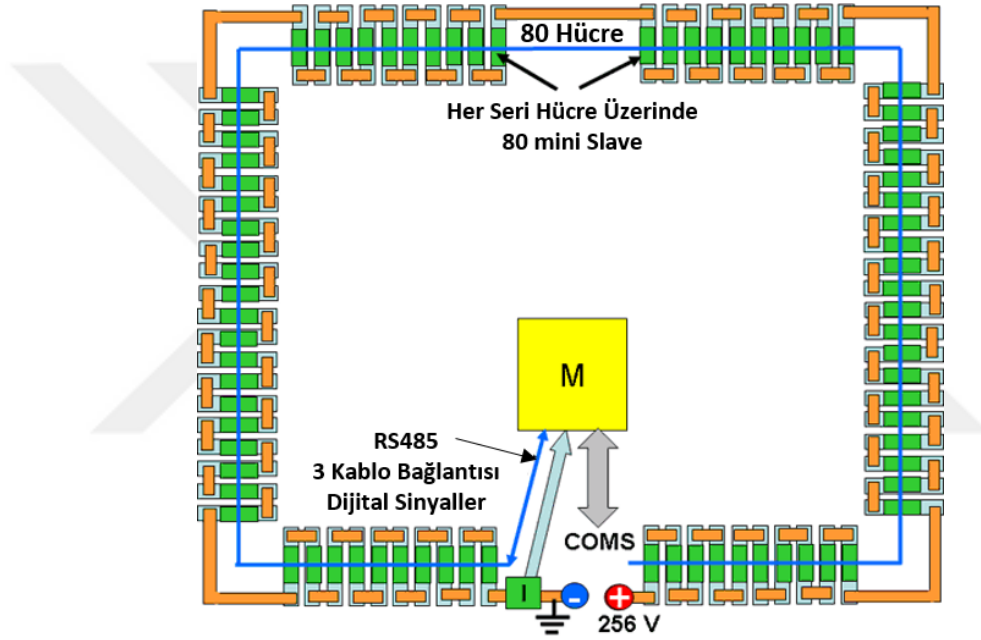 80 Hücre
Her Seri Hücre Üzerinde
80 mini Slave
M
RS485
3 Kablo Bağlantısı
Dijital Sinyaller
COMS
I
-
+
256 V